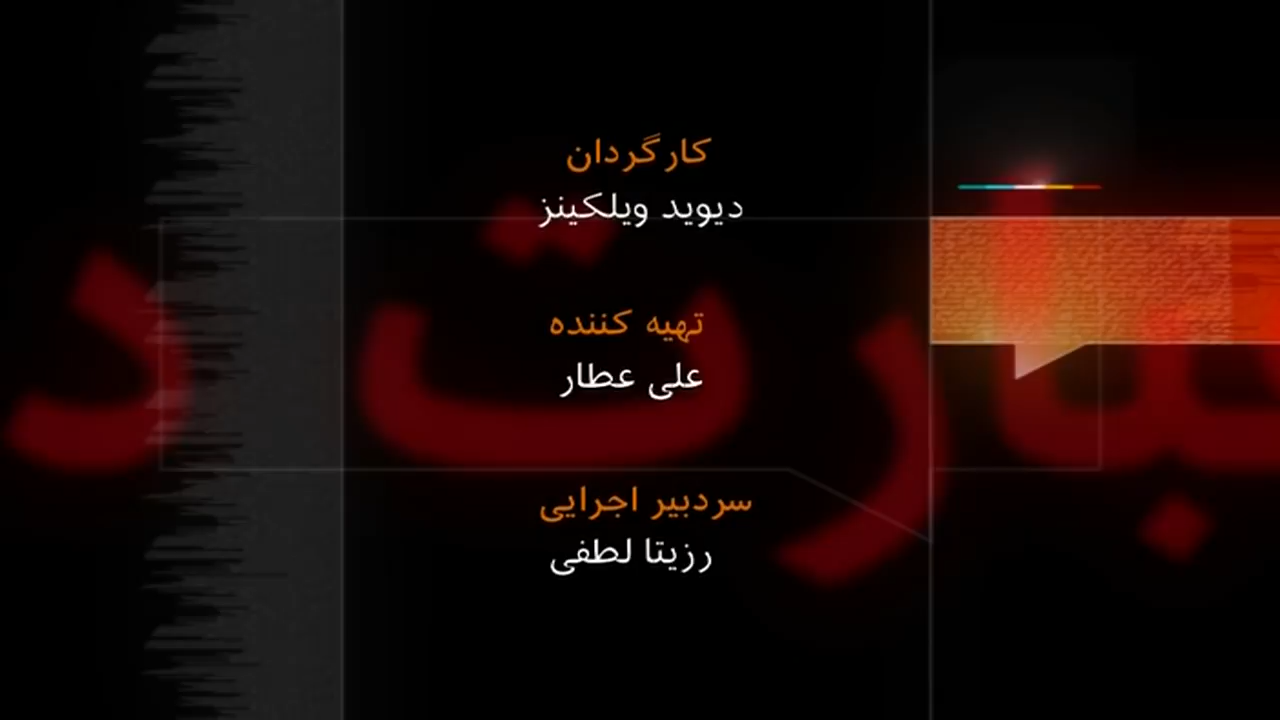 کارگردان
دیوید ویلکینز
تهیه کننده
علی عطار
سردبیر اجرایی
رزیتا لطفی